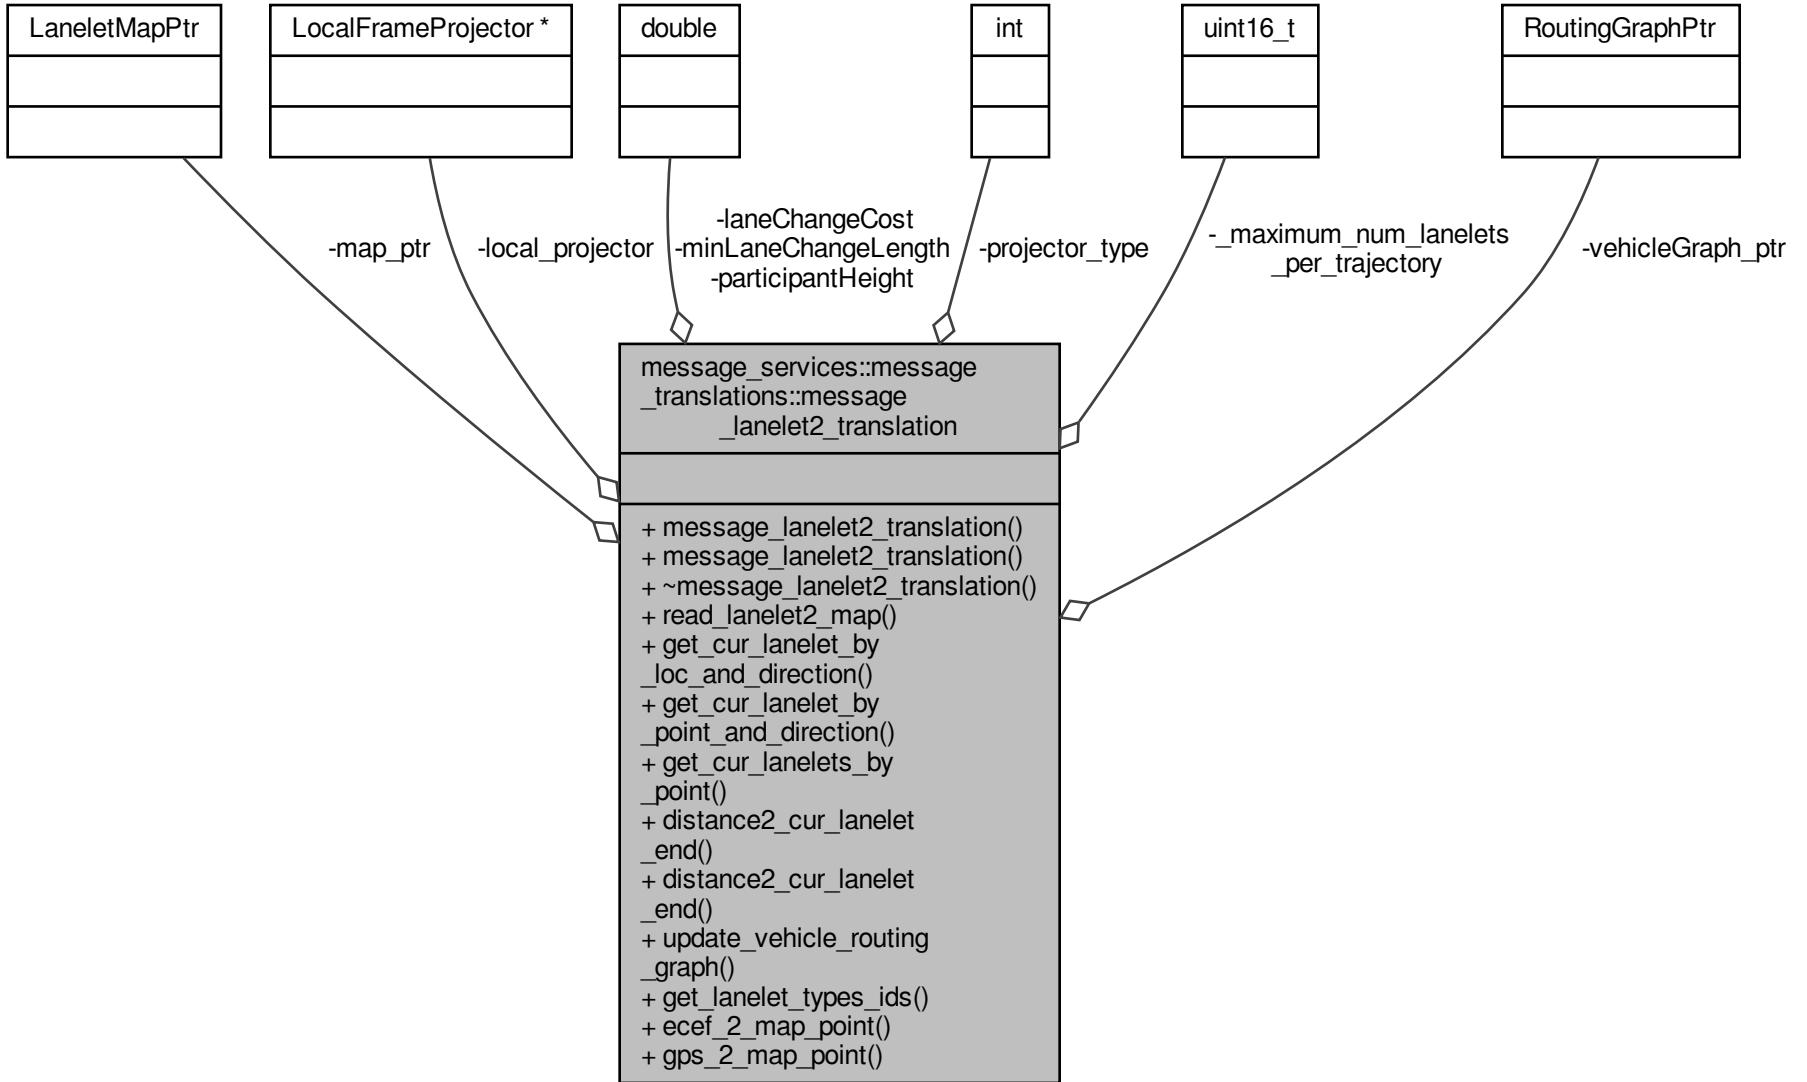 LaneletMapPtr
LocalFrameProjector *
double
int
uint16_t
RoutingGraphPtr
-map_ptr
-local_projector
-laneChangeCost
-minLaneChangeLength
-participantHeight
-projector_type
-_maximum_num_lanelets
_per_trajectory
-vehicleGraph_ptr
message_services::message
_translations::message
_lanelet2_translation
+ message_lanelet2_translation()
+ message_lanelet2_translation()
+ ~message_lanelet2_translation()
+ read_lanelet2_map()
+ get_cur_lanelet_by
_loc_and_direction()
+ get_cur_lanelet_by
_point_and_direction()
+ get_cur_lanelets_by
_point()
+ distance2_cur_lanelet
_end()
+ distance2_cur_lanelet
_end()
+ update_vehicle_routing
_graph()
+ get_lanelet_types_ids()
+ ecef_2_map_point()
+ gps_2_map_point()